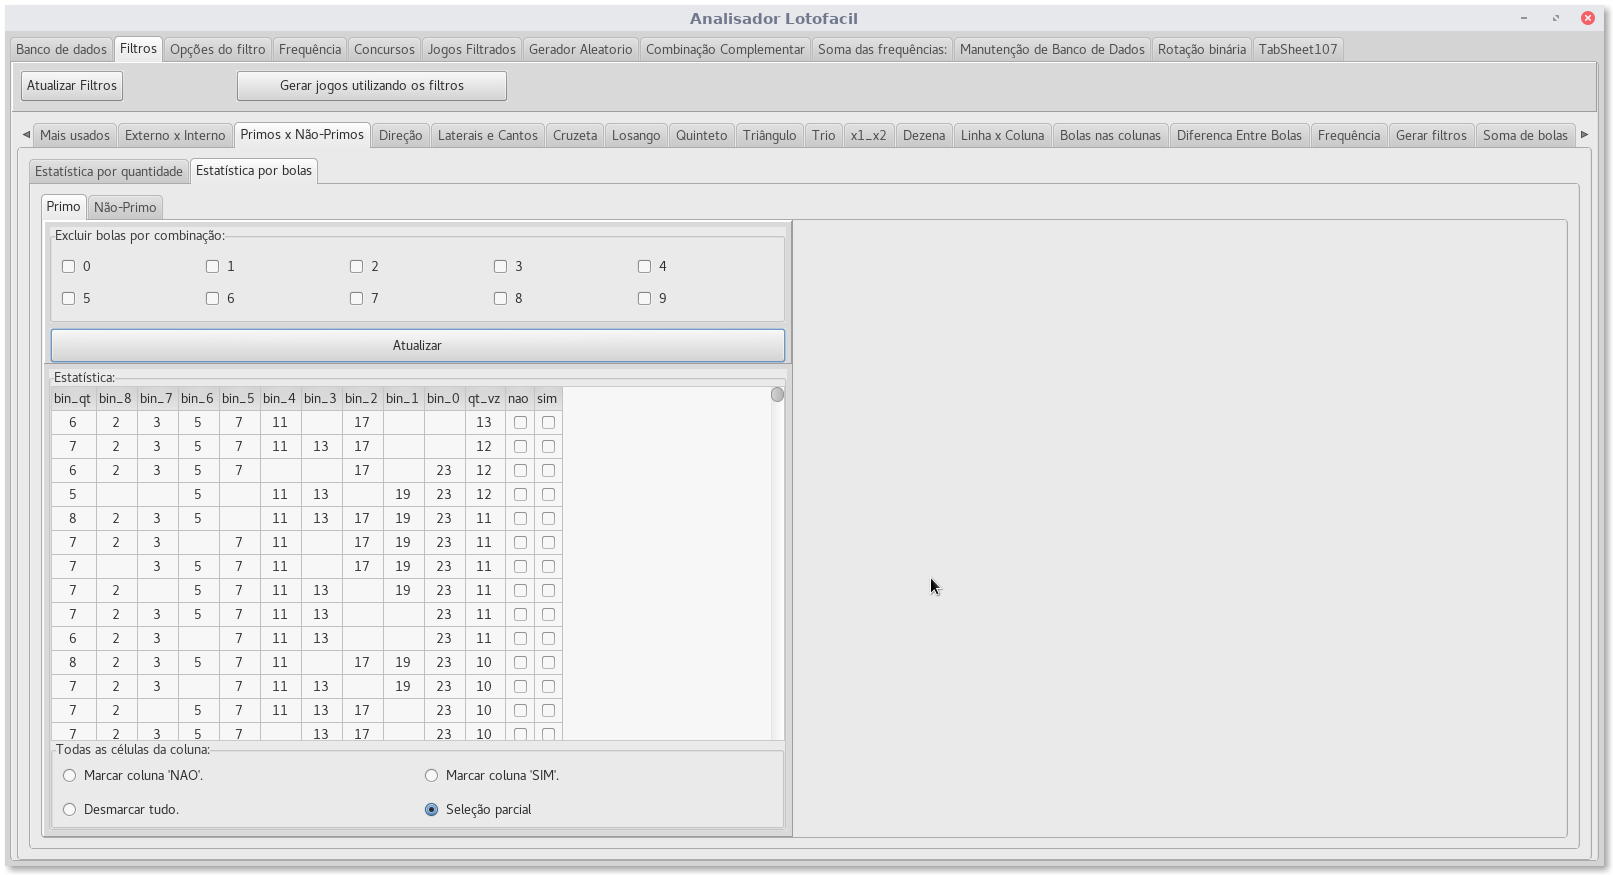 Analisador Lotofacil
Banco de dados Filtros Opções do filtro Frequência Concursos Jogos Filtrados Gerador Aleatorio Combinação Complementar Soma das frequências: Manutenção de Banco de Dados Rotação binária TabSheet107
Atualizar Filtros Gerar jogos utilizando os filtros
Mais usados Externo x Interno Primos x Não-Primos Direção Laterais e Cantos Cruzeta Losango Quinteto Triângulo Trio x1_x2 Dezena Linha x Coluna Bolas nas colunas Diferenca Entre Bolas Frequência Gerar filtros Soma de bolas
Estatística por quantidade Estatística por bolas
Primo Não-Primo
Excluir bolas por combinação:
0 1 2 3 4
5 6 7 8 9
Atualizar
Estatística:
bin_qt bin_8 bin_7 bin_6 bin_5 bin_4 bin_3 bin_2 bin_1 bin_0 qt_vz nao sim
6 2 3 5 7 11 17 13
7 2 3 5 7 11 13 17 12
6 2 3 5 7 17 23 12
5 5 11 13 19 23 12
8 2 3 5 11 13 17 19 23 11
7 2 3 7 11 17 19 23 11
7 3 5 7 11 17 19 23 11
7 2 5 7 11 13 19 23 11
7 2 3 5 7 11 13 23 11
6 2 3 7 11 13 23 11
8 2 3 5 7 11 17 19 23 10
7 2 3 7 11 13 19 23 10
7 2 5 7 11 13 17 23 10
7 2 3 5 7 13 17 23 10
Todas as células da coluna:
Marcar coluna 'NAO'. Marcar coluna 'SIM'.
Desmarcar tudo. Seleção parcial